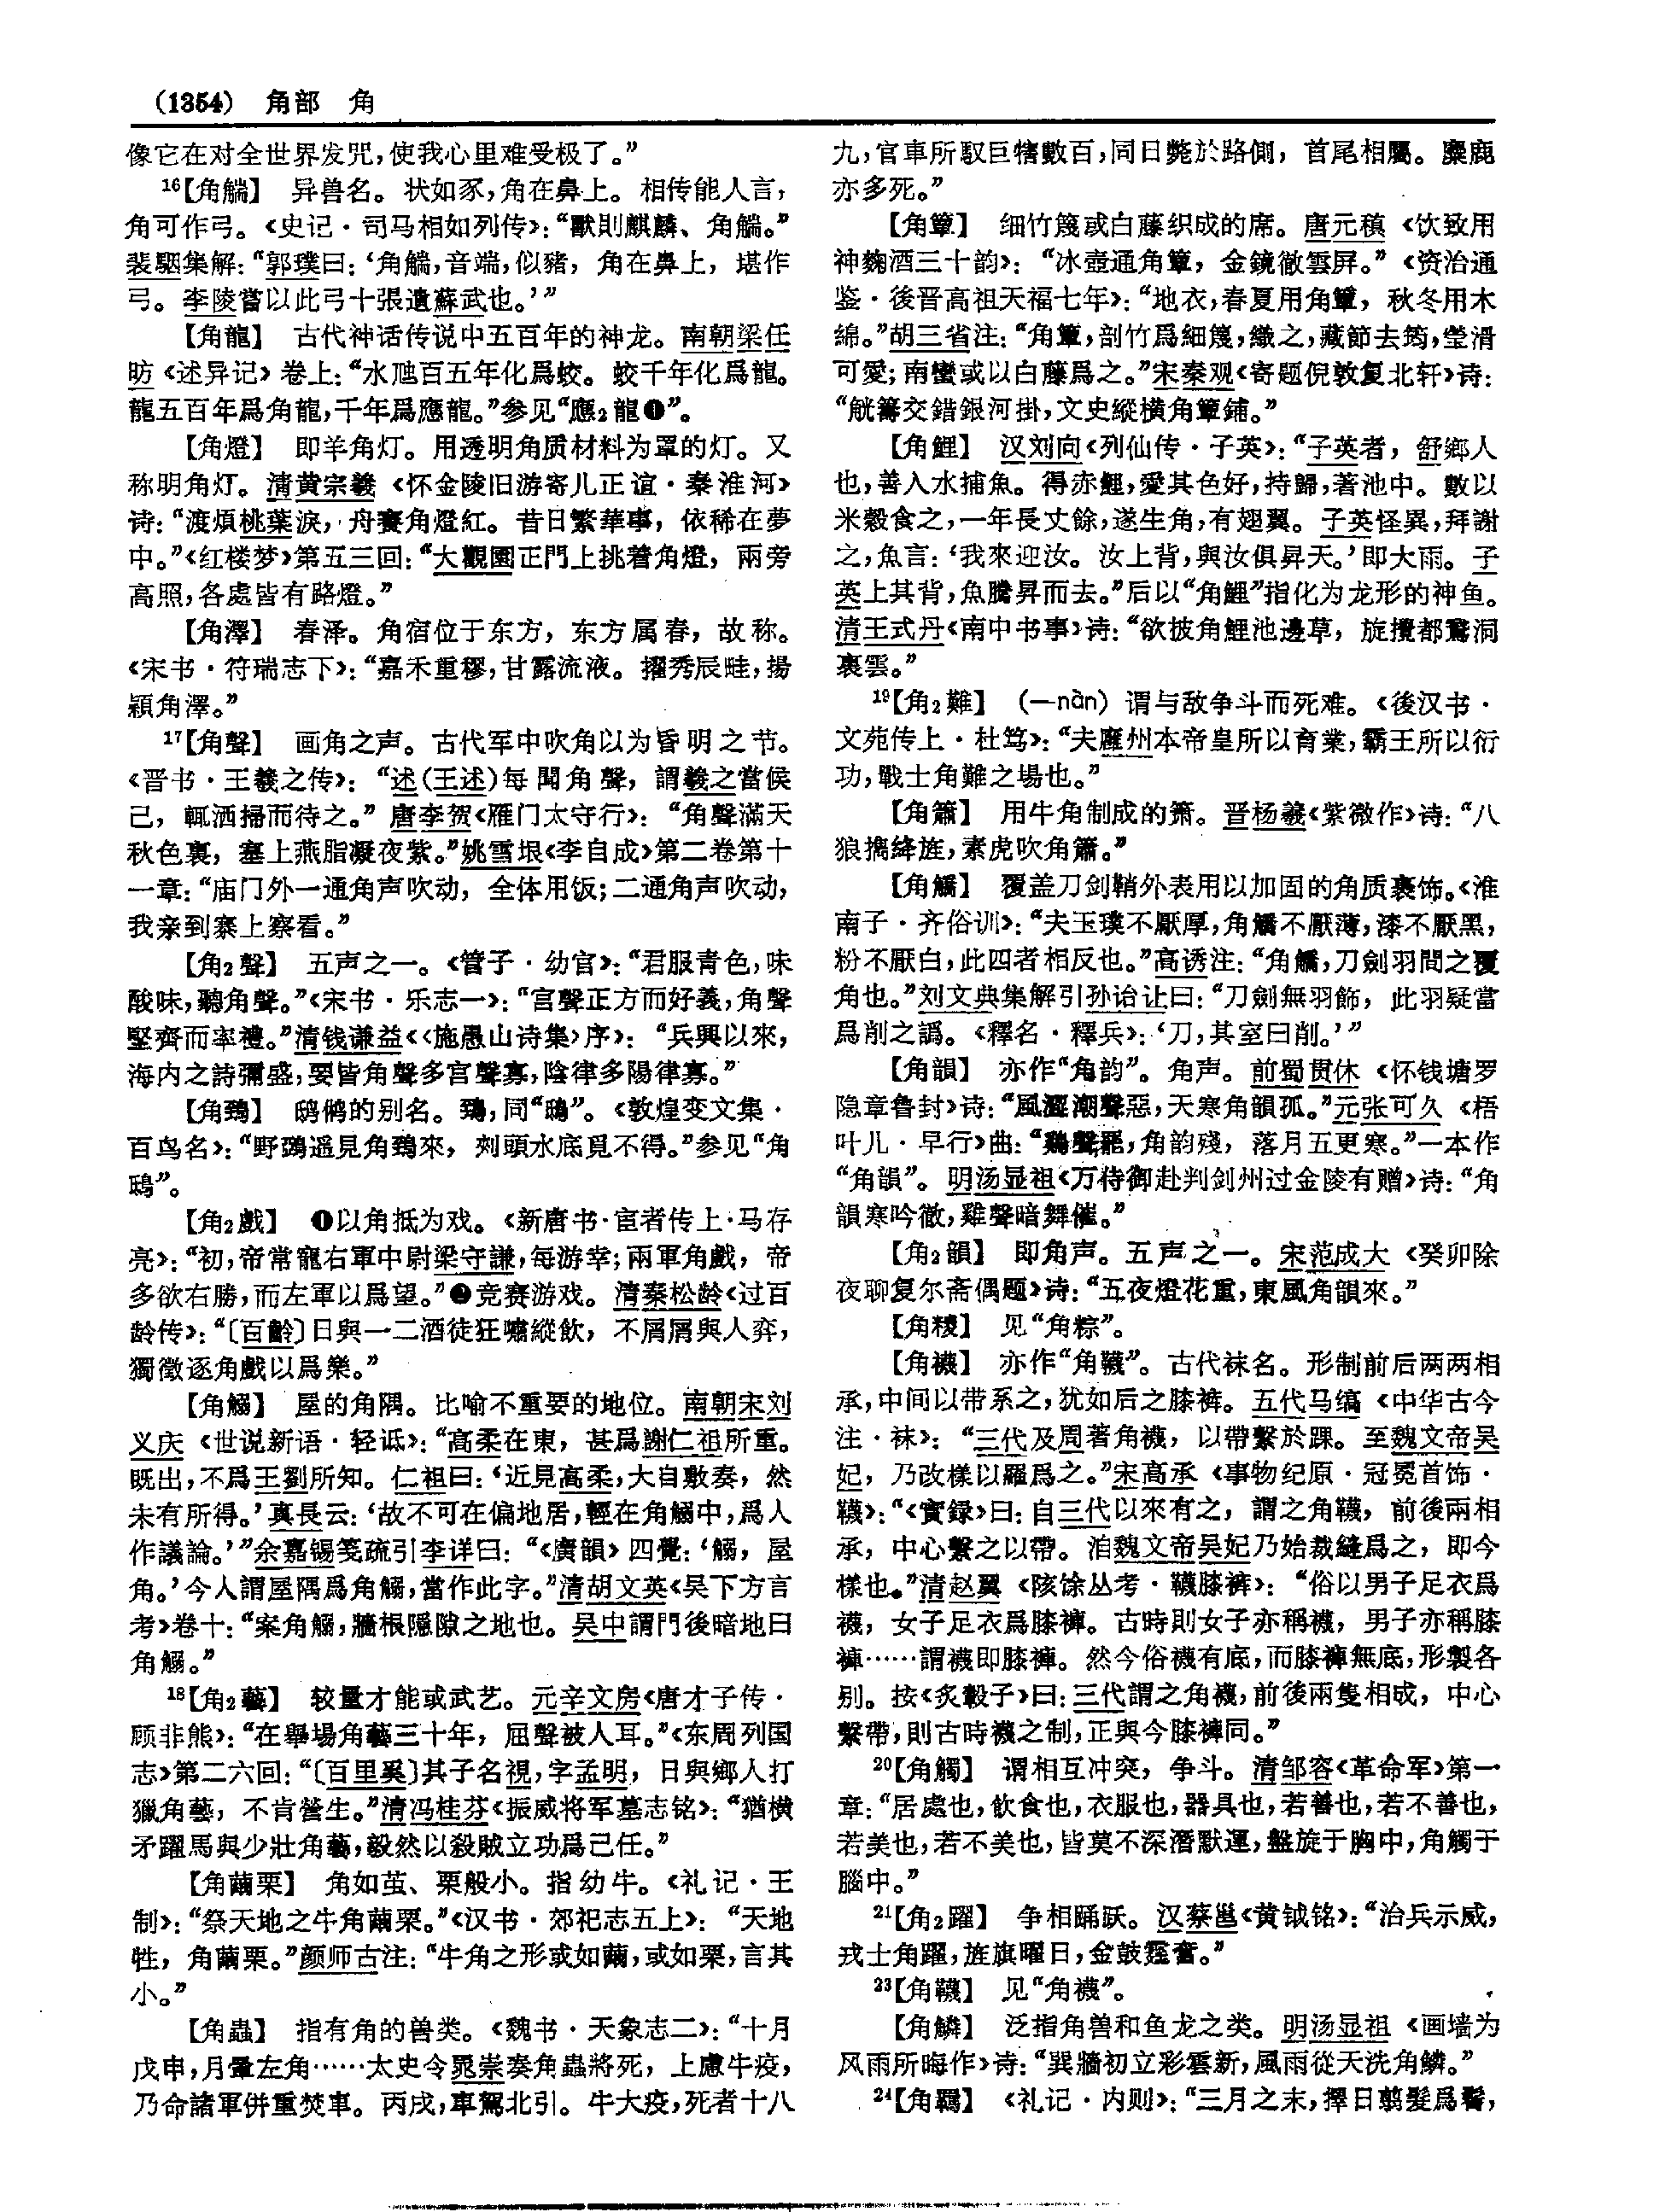 （1354） 角部 角
像它在对全世界发咒，使我心里难受极了。”
16【角觿】 异兽名。状如豕，角在鼻上。相传能人言，
角可作弓。《史记·司马相如列传》：“獸則麒麟、角觿。”
裴駰集解：“郭璞曰：‘角觿，音端，似豬，角在鼻上，堪作
弓。李陵嘗以此弓十張遺蘇武也。’”
【角龍】 古代神话传说中五百年的神龙。南朝梁任
昉《述异记》卷上：“水虺百五年化爲蛟。蛟千年化爲龍。
龍五百年爲角龍，千年爲應龍。”参见“應₂龍❶”。
【角燈】 即羊角灯。用透明角质材料为罩的灯。又
称明角灯。清黄宗羲《怀金陵旧游寄儿正谊·秦淮河》
诗：“渡煩桃葉淚，舟賽角燈紅。昔日繁華事，依稀在夢
中。”《红楼梦》第五三回：“大觀園正門上挑着角燈，兩旁
高照，各處皆有路燈。”
【角澤】 春泽。角宿位于东方，东方属春，故称。
《宋书·符瑞志下》：“嘉禾重穋，甘露流液。擢秀辰畦，揚
穎角澤。”
17【角聲】 画角之声。古代军中吹角以为昏明之节。
《晋书·王羲之传》：“述（王述）每聞角聲，謂羲之當侯
己，輒洒掃而待之。”唐李贺《雁门太守行》：“角聲滿天
秋色裏，塞上燕脂凝夜紫。”姚雪垠《李自成》第二卷第十
一章：“庙门外一通角声吹动，全体用饭；二通角声吹动，
我亲到寨上察看。”
【角₂聲】 五声之一。《管子·幼官》：“君服青色，味
酸味，聽角聲。”《宋书·乐志一》：“宫聲正方而好義，角聲
堅齊而率禮。”清钱谦益《〈施愚山诗集〉序》：“兵興以來，
海内之詩彌盛，要皆角聲多宫聲寡，陰律多陽律寡。”
【角鵄】 鸱鸺的别名。鵄，同“鴟”。《敦煌变文集·
百鸟名》：“野鵶遥見角鵄來，刺頭水底覓不得。”参见“角
鴟”。
【角₂戲】 ❶以角抵为戏。《新唐书·宦者传上·马存
亮》：“初，帝常寵右軍中尉梁守謙，每游幸；兩軍角戲，帝
多欲右勝，而左軍以爲望。”❷竞赛游戏。清秦松龄《过百
龄传》：“〔百齡〕日與一二酒徒狂嘯縱飲，不屑屑與人弈，
獨徵逐角戲以爲樂。”
【角䚥】 屋的角隅。比喻不重要的地位。南朝宋刘
义庆《世说新语·轻诋》：“高柔在東，甚爲謝仁祖所重。
既出，不爲王劉所知。仁祖曰：‘近見高柔，大自敷奏，然
未有所得。’真長云：‘故不可在偏地居，輕在角䚥中，爲人
作議論。’”余嘉锡笺疏引李详曰：“《廣韻》四覺：‘䚥，屋
角。’今人謂屋隅爲角䚥，當作此字。”清胡文英《吴下方言
考》卷十：“案角䚥，牆根隱隙之地也。吴中謂門後暗地曰
角䚥。”
18【角₂藝】 较量才能或武艺。元辛文房《唐才子传·
顾非熊》：“在舉場角藝三十年，屈聲被人耳。”《东周列国
志》第二六回：“〔百里奚〕其子名視，字孟明，日與鄉人打
獵角藝，不肯營生。”清冯桂芬《振威将军墓志铭》：“猶横
矛躍馬與少壯角藝，毅然以殺賊立功爲己任。”
【角繭栗】 角如茧、栗般小。指幼牛。《礼记·王
制》：“祭天地之牛角繭栗。”《汉书·郊祀志五上》：“天地
牲，角繭栗。”颜师古注：“牛角之形或如繭，或如栗，言其
小。”
【角蟲】 指有角的兽类。《魏书·天象志二》：“十月
戊申，月暈左角……太史令晁崇奏角蟲將死，上慮牛疫，
乃命諸軍併重焚車。丙戌，車駕北引。牛大疫，死者十八
九，官車所馭巨犗數百，同日斃於路側，首尾相屬。麋鹿
亦多死。”
【角簟】 细竹篾或白藤织成的席。唐元稹《饮致用
神麴酒三十韵》：“冰壺通角簟，金鏡徹雲屏。”《资治通
鉴·後晋高祖天福七年》：“地衣，春夏用角簟，秋冬用木
綿。”胡三省注：“角簟，剖竹爲細篾，織之，藏節去筠，瑩滑
可愛；南蠻或以白藤爲之。”宋秦观《寄题倪敦复北轩》诗：
“觥籌交錯銀河掛，文史縱横角簟鋪。”
【角鯉】 汉刘向《列仙传·子英》：“子英者，舒鄉人
也，善入水捕魚。得赤鯉，愛其色好，持歸，著池中。數以
米穀食之，一年長丈餘，遂生角，有翅翼。子英怪異，拜謝
之，魚言：‘我來迎汝。汝上背，與汝俱昇天。’即大雨。子
英上其背，魚騰昇而去。”后以“角鯉”指化为龙形的神鱼。
清王式丹《南中书事》诗：“欲披角鯉池邊草，旋攬都鶩洞
裏雲。”
19【角₂難】 （—nàn）谓与敌争斗而死难。《後汉书·
文苑传上·杜笃》：“夫廱州本帝皇所以育業，霸王所以衍
功，戰士角難之場也。”
【角簫】 用牛角制成的箫。晋杨羲《紫微作》诗：“八
狼攜絳旌，素虎吹角簫。”
【角觿】 覆盖刀剑鞘外表用以加固的角质裹饰。《淮
南子·齐俗训》：“夫玉璞不厭厚，角觿不厭薄，漆不厭黑，
粉不厭白，此四者相反也。”高诱注：“角觿，刀劍羽間之覆
角也。”刘文典集解引孙诒让曰：“刀劍無羽飾，此羽疑當
爲削之譌。《釋名·釋兵》：‘刀，其室曰削。’”
【角韻】 亦作“角韵”。角声。前蜀贯休《怀钱塘罗
隐章鲁封》诗：“風澀潮聲惡，天寒角韻孤。”元张可久《梧
叶儿·早行》曲：“鷄聲罷，角韵殘，落月五更寒。”一本作
“角韻”。明汤显祖《万侍御赴判剑州过金陵有赠》诗：“角
韻寒吟徹，雞聲暗舞催。”
【角₂韻】 即角声。五声之一。宋范成大《癸卯除
夜聊复尔斋偶题》诗：“五夜燈花重，東風角韻來。”
【角糭】 见“角粽”。
【角襪】 亦作“角韤”。古代袜名。形制前后两两相
承，中间以带系之，犹如后之膝裤。五代马缟《中华古今
注·袜》：“三代及周著角襪，以帶繫於踝。至魏文帝吴
妃，乃改樣以羅爲之。”宋高承《事物纪原·冠冕首饰·
韤》：“《實録》曰：自三代以來有之，謂之角韤，前後兩相
承，中心繫之以帶。洎魏文帝吴妃乃始裁縫爲之，即今
樣也。”清赵翼《陔馀丛考·韤膝裤》：“俗以男子足衣爲
襪，女子足衣爲膝褲。古時則女子亦稱襪，男子亦稱膝
褲……謂襪即膝褲。然今俗襪有底，而膝褲無底，形製各
别。按《炙轂子》曰：三代謂之角襪，前後兩隻相成，中心
繫帶，則古時襪之制，正與今膝褲同。”
20【角觸】 谓相互冲突，争斗。清邹容《革命军》第一
章：“居處也，飲食也，衣服也，器具也，若善也，若不善也，
若美也，若不美也，皆莫不深潛默運，盤旋于胸中，角觸于
腦中。”
21【角₂躍】 争相踊跃。汉蔡邕《黄钺铭》：“治兵示威，
戎士角躍，旌旗曜日，金鼓霆奮。”
23【角韤】 见“角襪”。
【角鱗】 泛指角兽和鱼龙之类。明汤显祖《画墙为
风雨所晦作》诗：“巽牆初立彩雲新，風雨從天洗角鱗。”
24【角羈】 《礼记·内则》：“三月之末，擇日翦髮爲鬌，